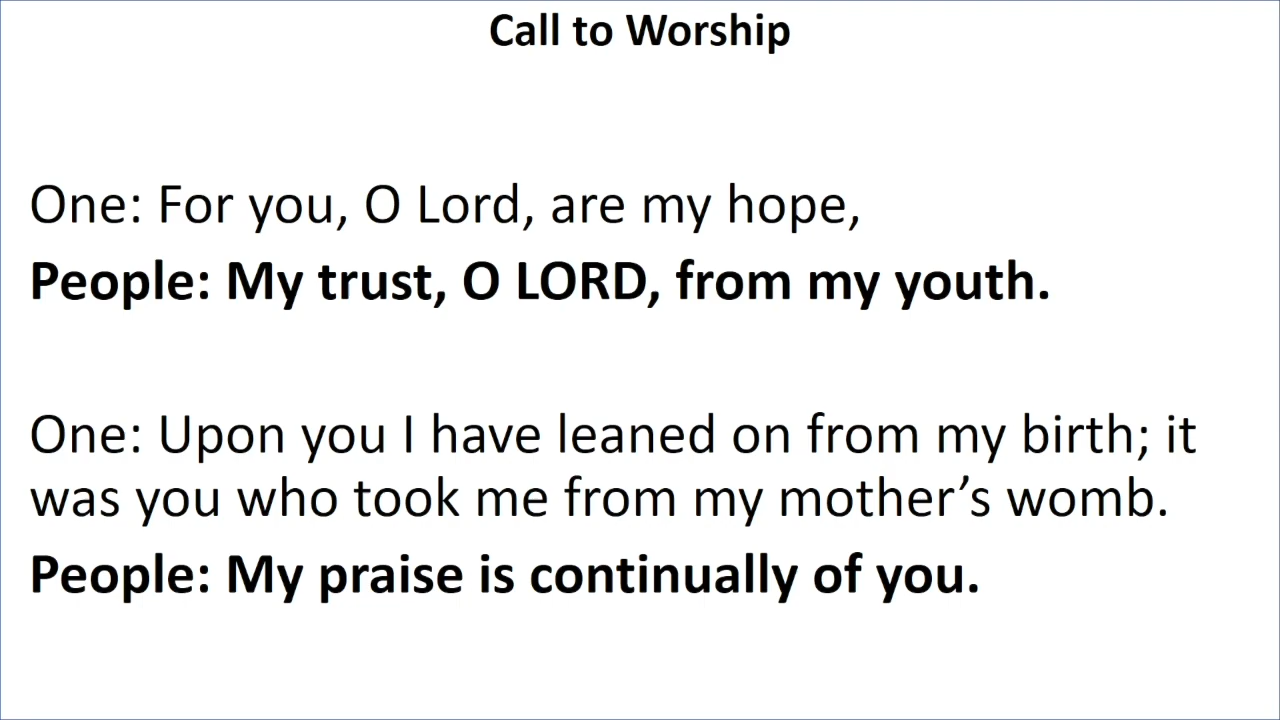 Call to Worship
One: For you, O Lord, are my hope,
People: My trust, O LORD, from my youth.
One: Upon you I have leaned on from my birth; it
was you who took me from my mother’s womb.
People: My praise is continually of you.